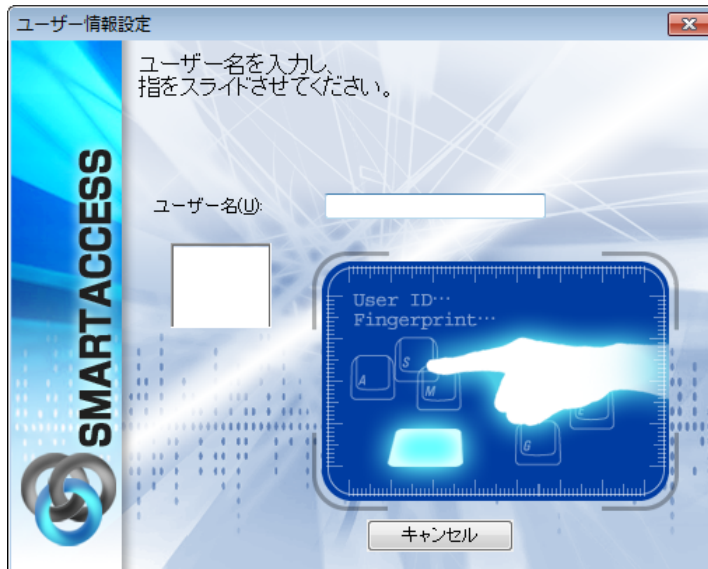 ユーザー情報設定
ユーザー名を入力し、
指をスライドさせてください。
SMARTACCESS
ユーザー名(U):
User ID…
Fingerprint…
S
A
M
C
G
キャンセル